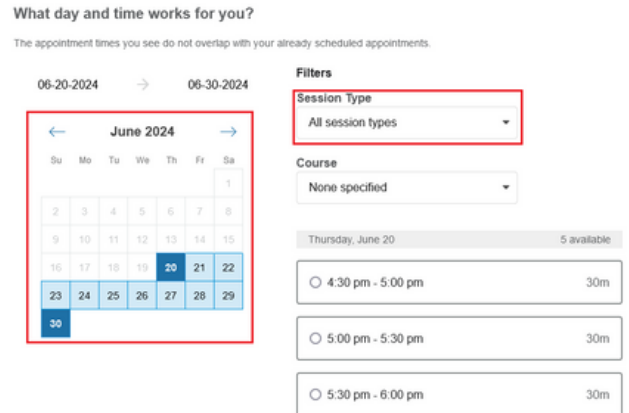 What day and time works for you?
The appointment times you see do not overlap with your already scheduled appointments.
06-20-2024 → 06-30-2024
← June 2024 →
Su Mo Tu We Th Fr Sa
1
2 3 4 5 6 7 8
9 10 11 12 13 14 15
16 17 18 19 20 21 22
23 24 25 26 27 28 29
30
Filters
Session Type
All session types
Course
None specified
Thursday, June 20 5 available
4:30 pm - 5:00 pm 30m
5:00 pm - 5:30 pm 30m
5:30 pm - 6:00 pm 30m